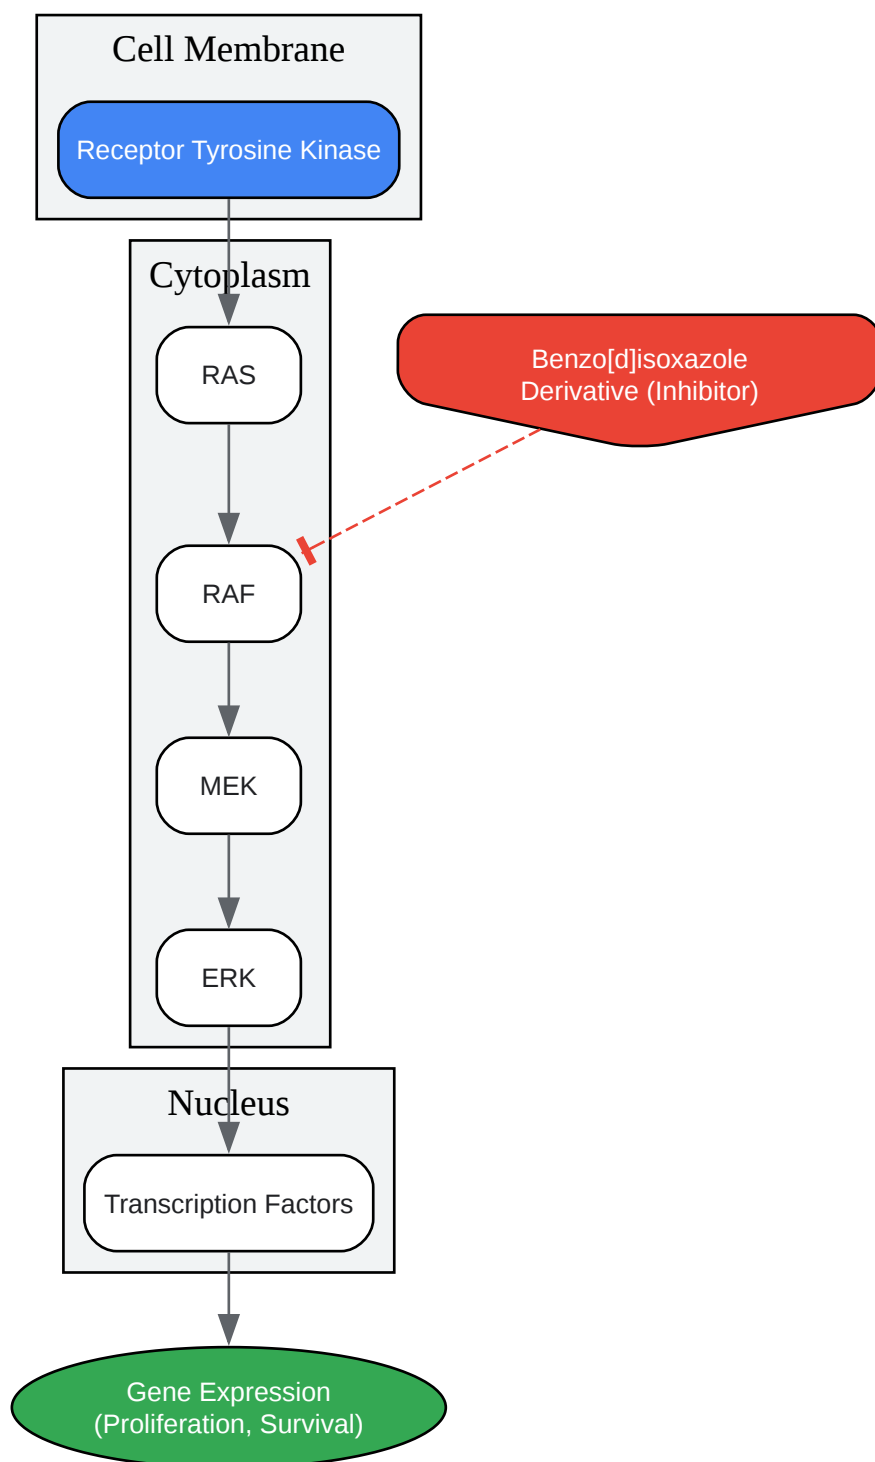 Cell Membrane
Receptor Tyrosine Kinase
Cytoplasm
RAS
Benzo[d]isoxazole
Derivative (Inhibitor)
RAF
MEK
ERK
Nucleus
Transcription Factors
Gene Expression
(Proliferation, Survival)